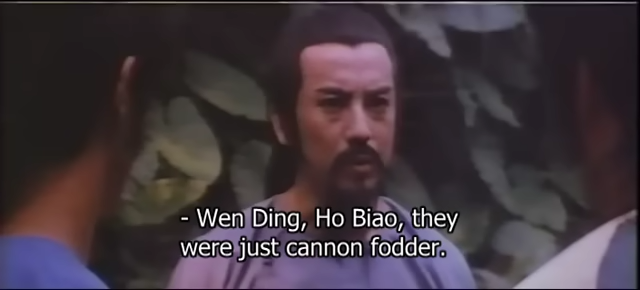 - Wen Ding, Ho Biao, they
were just cannon fodder.